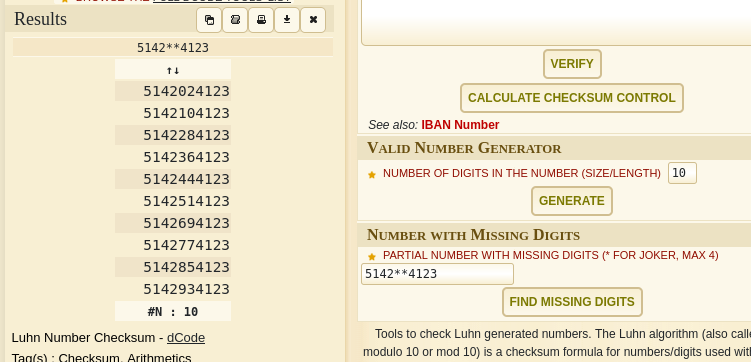 Results
5142**4123
↑↓
5142024123
5142104123
5142284123
5142364123
5142444123
5142514123
5142694123
5142774123
5142854123
5142934123
#N : 10
Luhn Number Checksum - dCode
Tag(s) : Checksum, Arithmetics
VERIFY
CALCULATE CHECKSUM CONTROL
See also: IBAN Number
Valid Number Generator
NUMBER OF DIGITS IN THE NUMBER (SIZE/LENGTH) 10
GENERATE
Number with Missing Digits
PARTIAL NUMBER WITH MISSING DIGITS (* FOR JOKER, MAX 4)
5142**4123
FIND MISSING DIGITS
Tools to check Luhn generated numbers. The Luhn algorithm (also
modulo 10 or mod 10) is a checksum formula for numbers/digits used